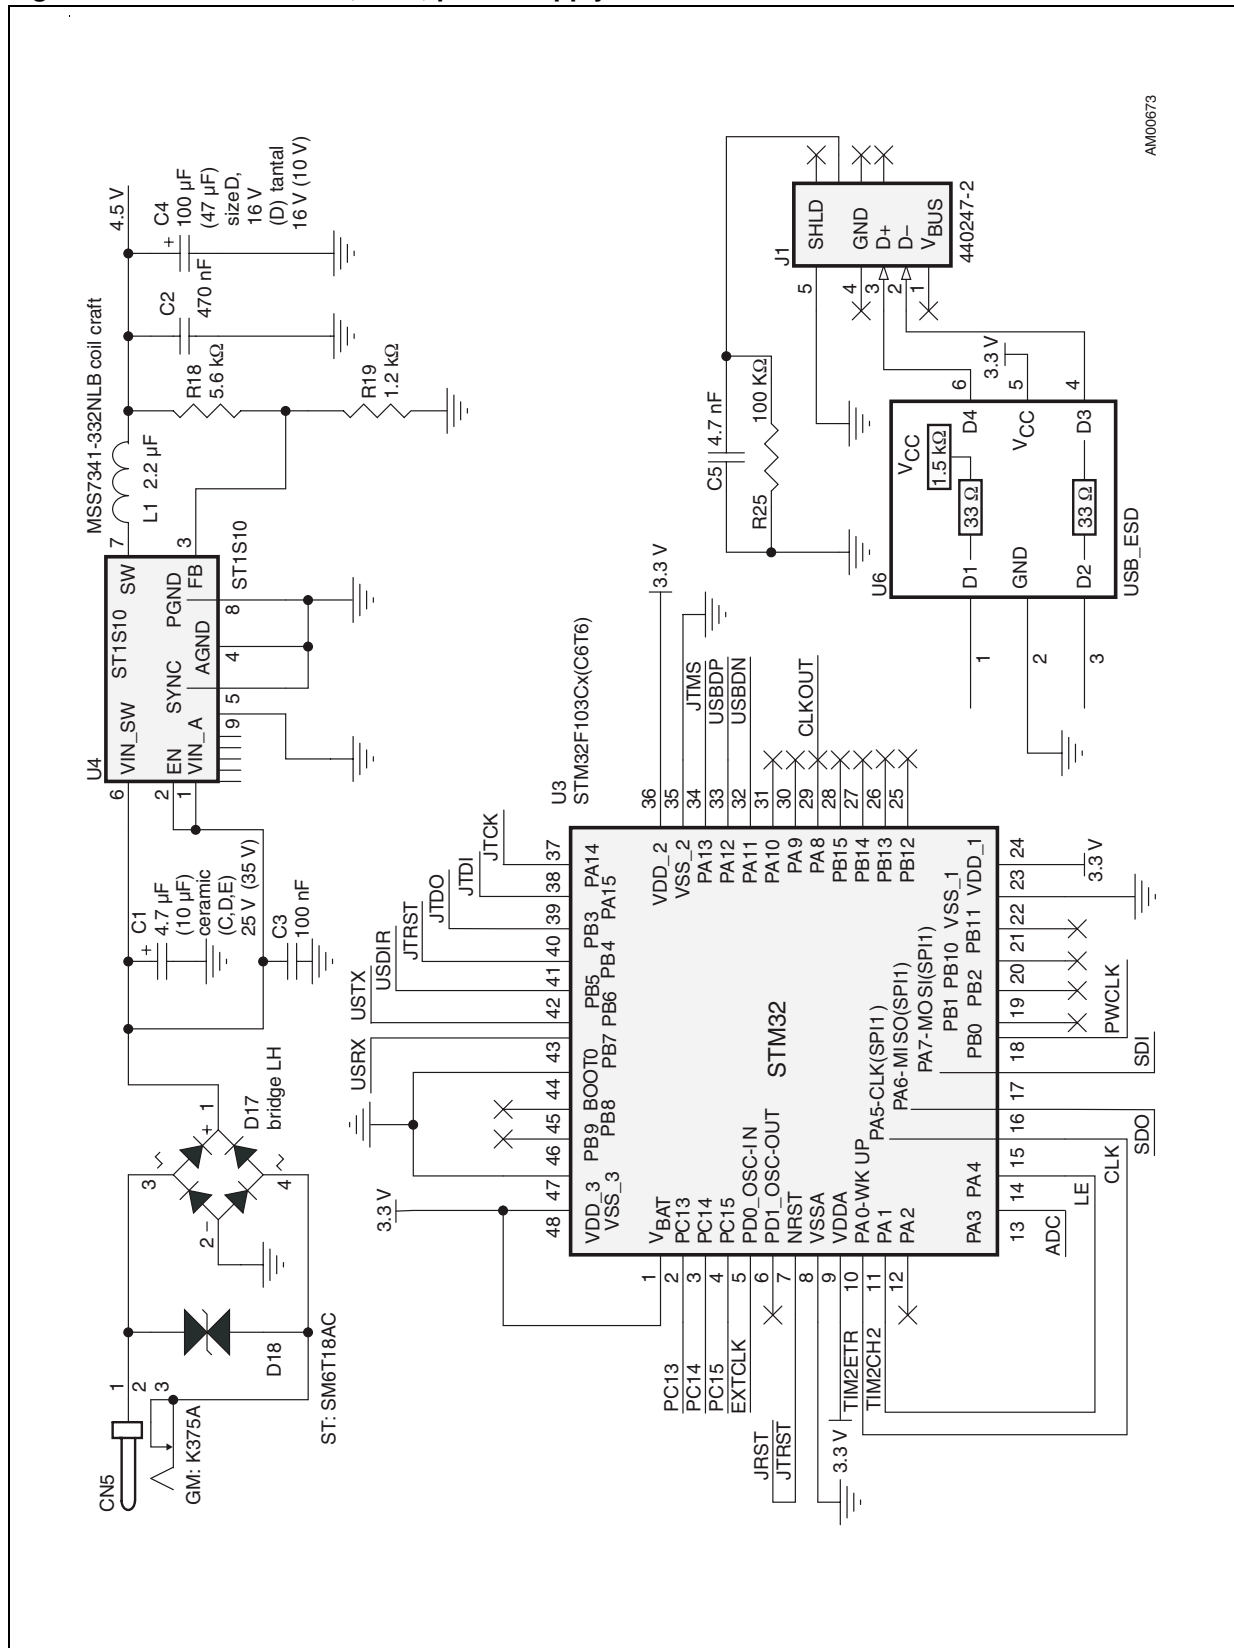 CN5
GM: K375A
1
2
3
D18
ST: SM6T18AC
3
4
2
1
+
−
D17
bridge LH
C1
+
4.7 µF
(10 µF)
ceramic
(C,D,E)
25 V (35 V)
C3
100 nF
U4
6
VIN_SW
2
EN
1
VIN_A
9
5
SYNC
4
AGND
8
PGND
ST1S10
7
SW
3
FB
ST1S10
MSS7341-332NLB coil craft
L1 2.2 µF
R18
5.6 kΩ
R19
1.2 kΩ
C2
470 nF
C4
+
100 µF
(47 µF)
sizeD,
16 V
(D) tantal
16 V (10 V)
4.5 V
U3
STM32F103Cx(C6T6)
STM32
3.3 V
USRX
USTX
USDIR
JTRST
JTDO
JTDI
JTCK
48
47
46
45
44
43
42
41
40
39
38
37
VDD_3
VSS_3
PB9
PB8
BOOT0
PB7
PB6
PB5
PB4
PB3
PA15
PA14
1
2
3
4
5
6
7
8
9
10
11
12
VBAT
PC13
PC14
PC15
PD0_OSC-IN
PD1_OSC-OUT
NRST
VSSA
VDDA
PA0-WK UP
PA1
PA2
PC13
PC14
PC15
EXTCLK
JRST
JTRST
3.3 V
TIM2ETR
TIM2CH2
PA3
PA4
PA5-CLK(SPI1)
PA6-MISO(SPI1)
PA7-MOSI(SPI1)
PB0
PB1
PB2
PB10
PB11
VSS_1
VDD_1
13
14
15
16
17
18
19
20
21
22
23
24
ADC
LE
CLK
SDO
SDI
PWCLK
3.3 V
VDD_2
VSS_2
PA13
PA12
PA11
PA10
PA9
PA8
PB15
PB14
PB13
PB12
36
35
34
33
32
31
30
29
28
27
26
25
3.3 V
JTMS
USBDP
USBDN
CLKOUT
C5
4.7 nF
R25
100 KΩ
U6
1
2
3
D1
GND
D2
33 Ω
33 Ω
VCC
1.5 kΩ
D4
VCC
D3
6
5
4
USB_ESD
3.3 V
J1
5
4
3
2
1
SHLD
GND
D+
D−
VBUS
440247-2
AM00673